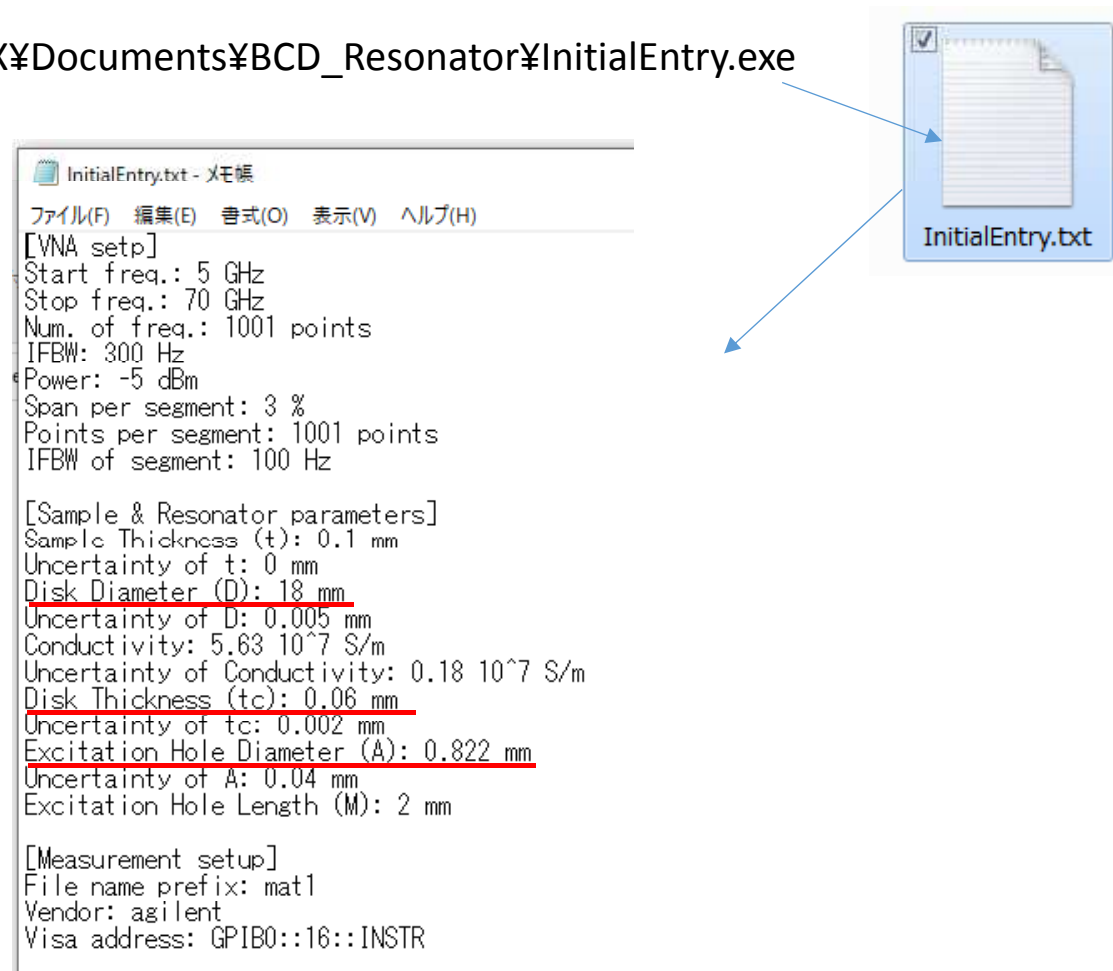 X¥Documents¥BCD_Resonator¥InitialEntry.exe
InitialEntry.txt
InitialEntry.txt - メモ帳
ファイル(F) 編集(E) 書式(O) 表示(V) ヘルプ(H)
[VNA setp]
Start freq.: 5 GHz
Stop freq.: 70 GHz
Num. of freq.: 1001 points
IFBW: 300 Hz
Power: -5 dBm
Span per segment: 3 %
Points per segment: 1001 points
IFBW of segment: 100 Hz
[Sample & Resonator parameters]
Sample Thickness (t): 0.1 mm
Uncertainty of t: 0 mm
Disk Diameter (D): 18 mm
Uncertainty of D: 0.005 mm
Conductivity: 5.63 10^7 S/m
Uncertainty of Conductivity: 0.18 10^7 S/m
Disk Thickness (tc): 0.06 mm
Uncertainty of tc: 0.002 mm
Excitation Hole Diameter (A): 0.822 mm
Uncertainty of A: 0.04 mm
Excitation Hole Length (M): 2 mm
[Measurement setup]
File name prefix: mat1
Vendor: agilent
Visa address: GPIB0::16::INSTR